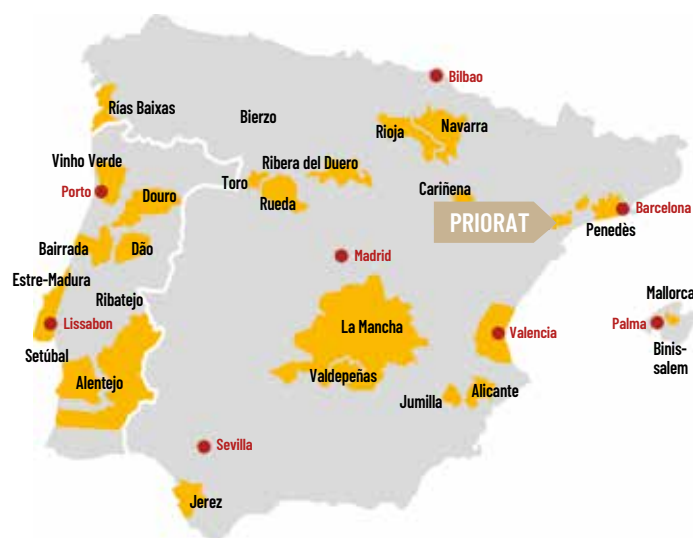 Bilbao
Rías Baixas
Bierzo
Rioja
Navarra
Vinho Verde
Ribera del Duero
Toro
Porto
Douro
Rueda
Cariñena
Barcelona
PRIORAT
Penedès
Bairrada
Dão
Madrid
Estre-Madura
Ribatejo
Mallorca
Lissabon
La Mancha
Valencia
Palma
Setúbal
Binis-
salem
Alentejo
Valdepeñas
Jumilla
Alicante
Sevilla
Jerez